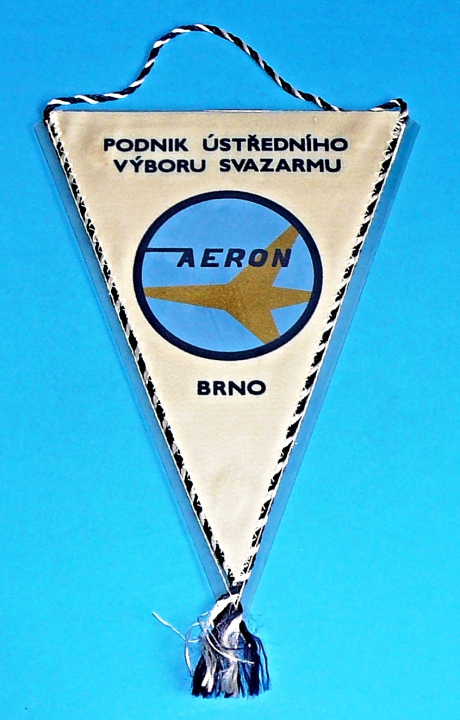 PODNIK ÚSTŘEDNÍHO
VÝBORU SVAZARMU
AERON
BRNO